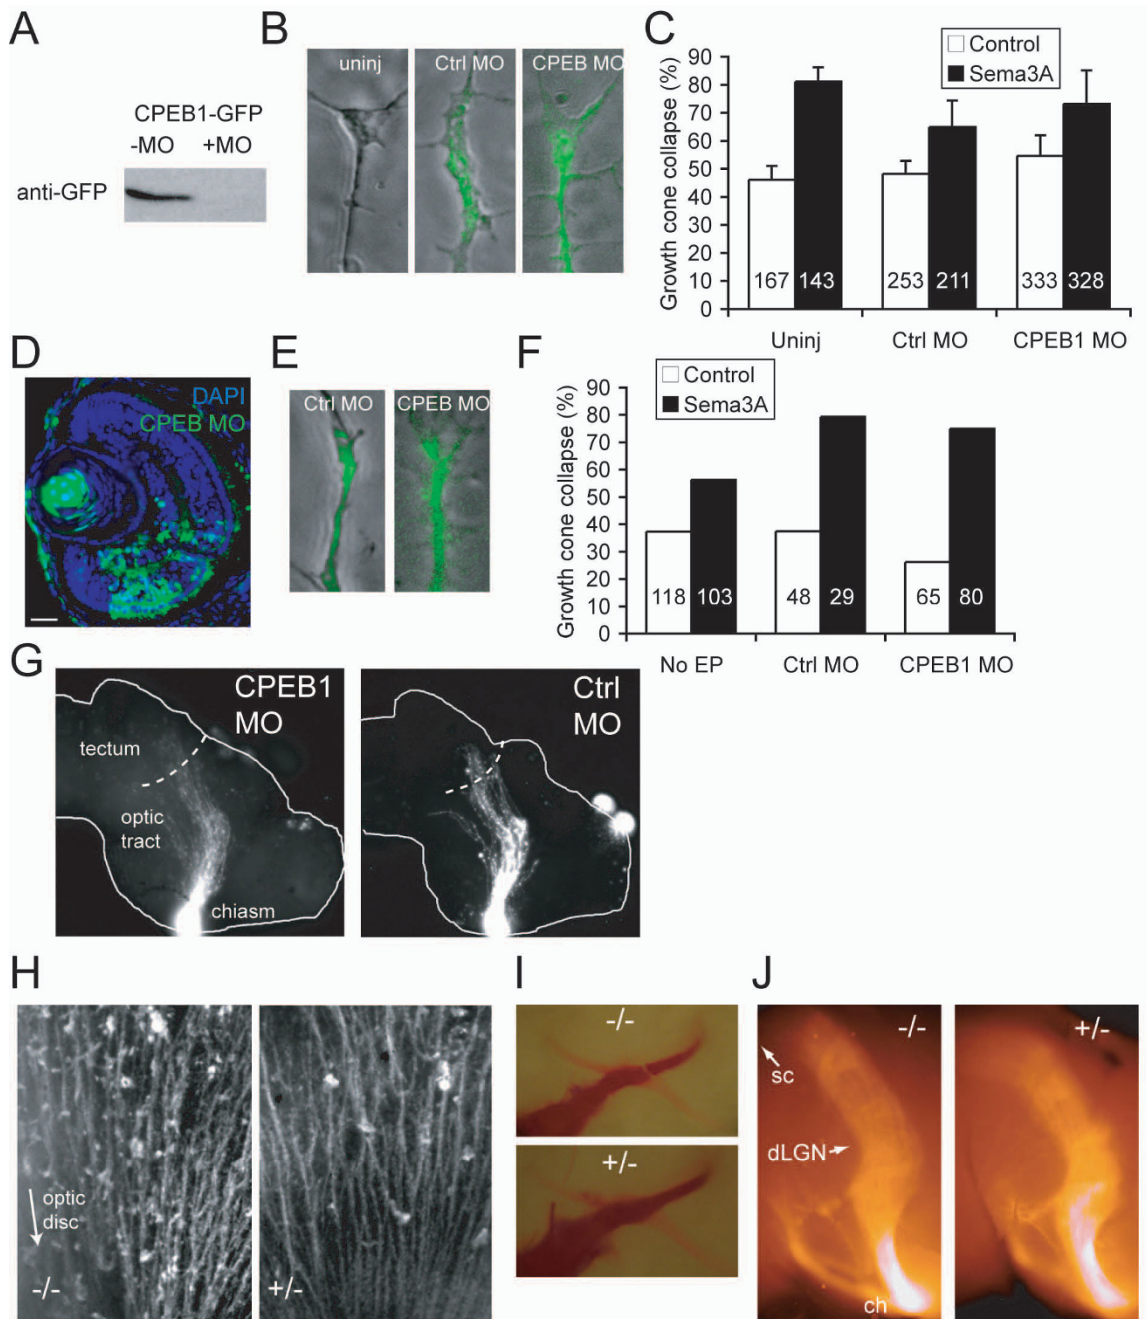 A
CPEB1-GFP
-MO +MO
anti-GFP
B
uninj
Ctrl MO
CPEB MO
C
Control
Sema3A
Growth cone collapse (%)
90
80
70
60
50
40
30
20
10
0
167 143 253 211 333 328
Uninj Ctrl MO CPEB1 MO
D
DAPI
CPEB MO
E
Ctrl MO
CPEB MO
F
Control
Sema3A
Growth cone collapse (%)
90
80
70
60
50
40
30
20
10
0
118 103 48 29 65 80
No EP Ctrl MO CPEB1 MO
G
CPEB1
MO
tectum
optic
tract
chiasm
Ctrl
MO
H
optic
disc
-/-
+/-
I
-/-
+/-
J
-/-
sc
dLGN
ch
+/-